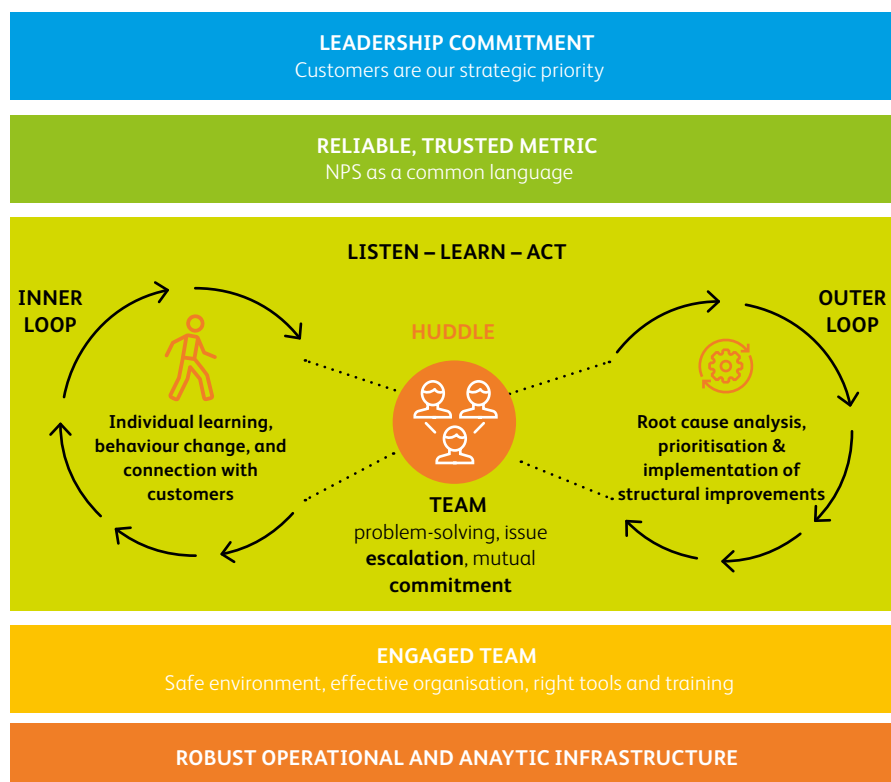 LEADERSHIP COMMITMENT
Customers are our strategic priority
RELIABLE, TRUSTED METRIC
NPS as a common language
LISTEN – LEARN – ACT
INNER
LOOP
Individual learning,
behaviour change, and
connection with
customers
HUDDLE
TEAM
problem-solving, issue
escalation, mutual
commitment
OUTER
LOOP
Root cause analysis,
prioritisation &
implementation of
structural improvements
ENGAGED TEAM
Safe environment, effective organisation, right tools and training
ROBUST OPERATIONAL AND ANAYTIC INFRASTRUCTURE